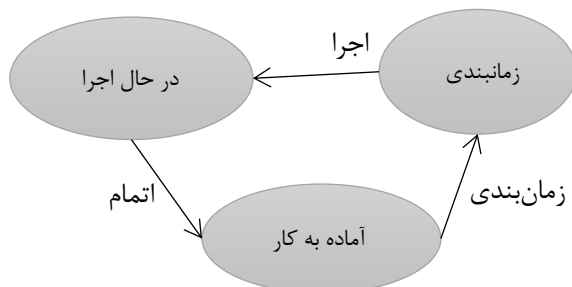 اجرا
زمانبندی
در حال اجرا
زمان‌بندی
اتمام
آماده به کار